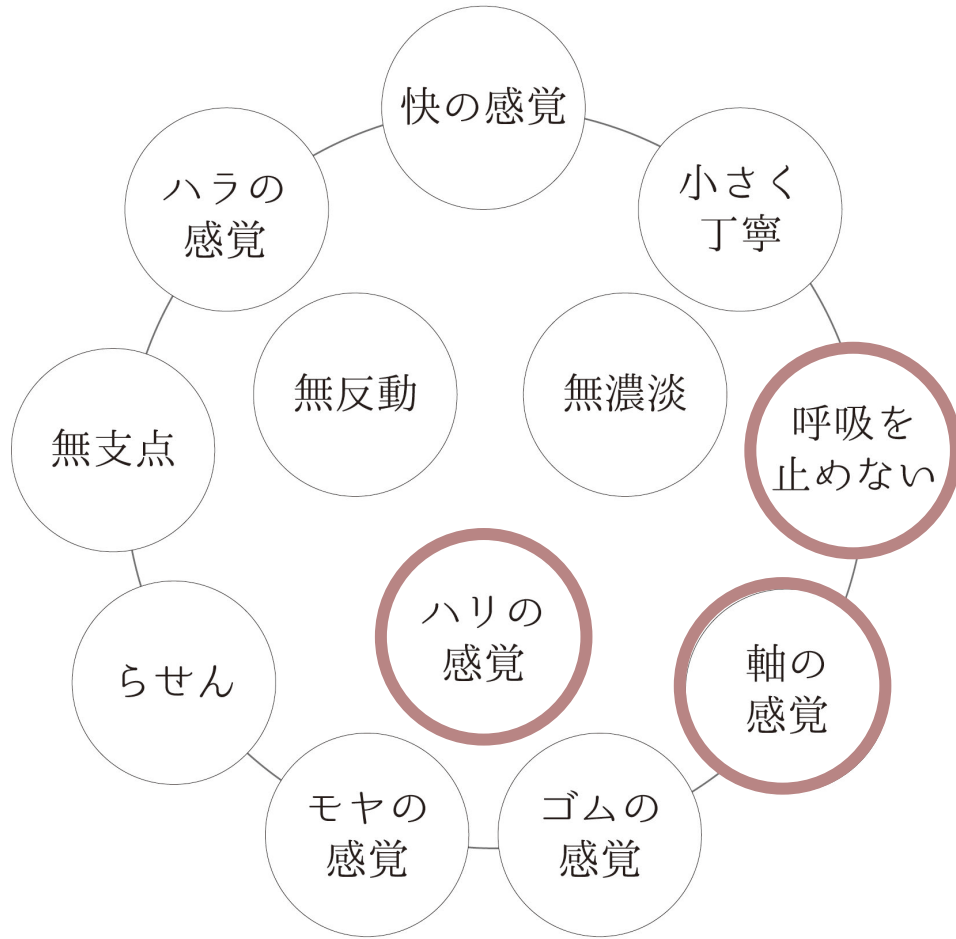 快の感覚
小さく
丁寧
呼吸を
止めない
軸の
感覚
ゴムの
感覚
モヤの
感覚
らせん
無支点
ハラの
感覚
無反動
無濃淡
ハリの
感覚